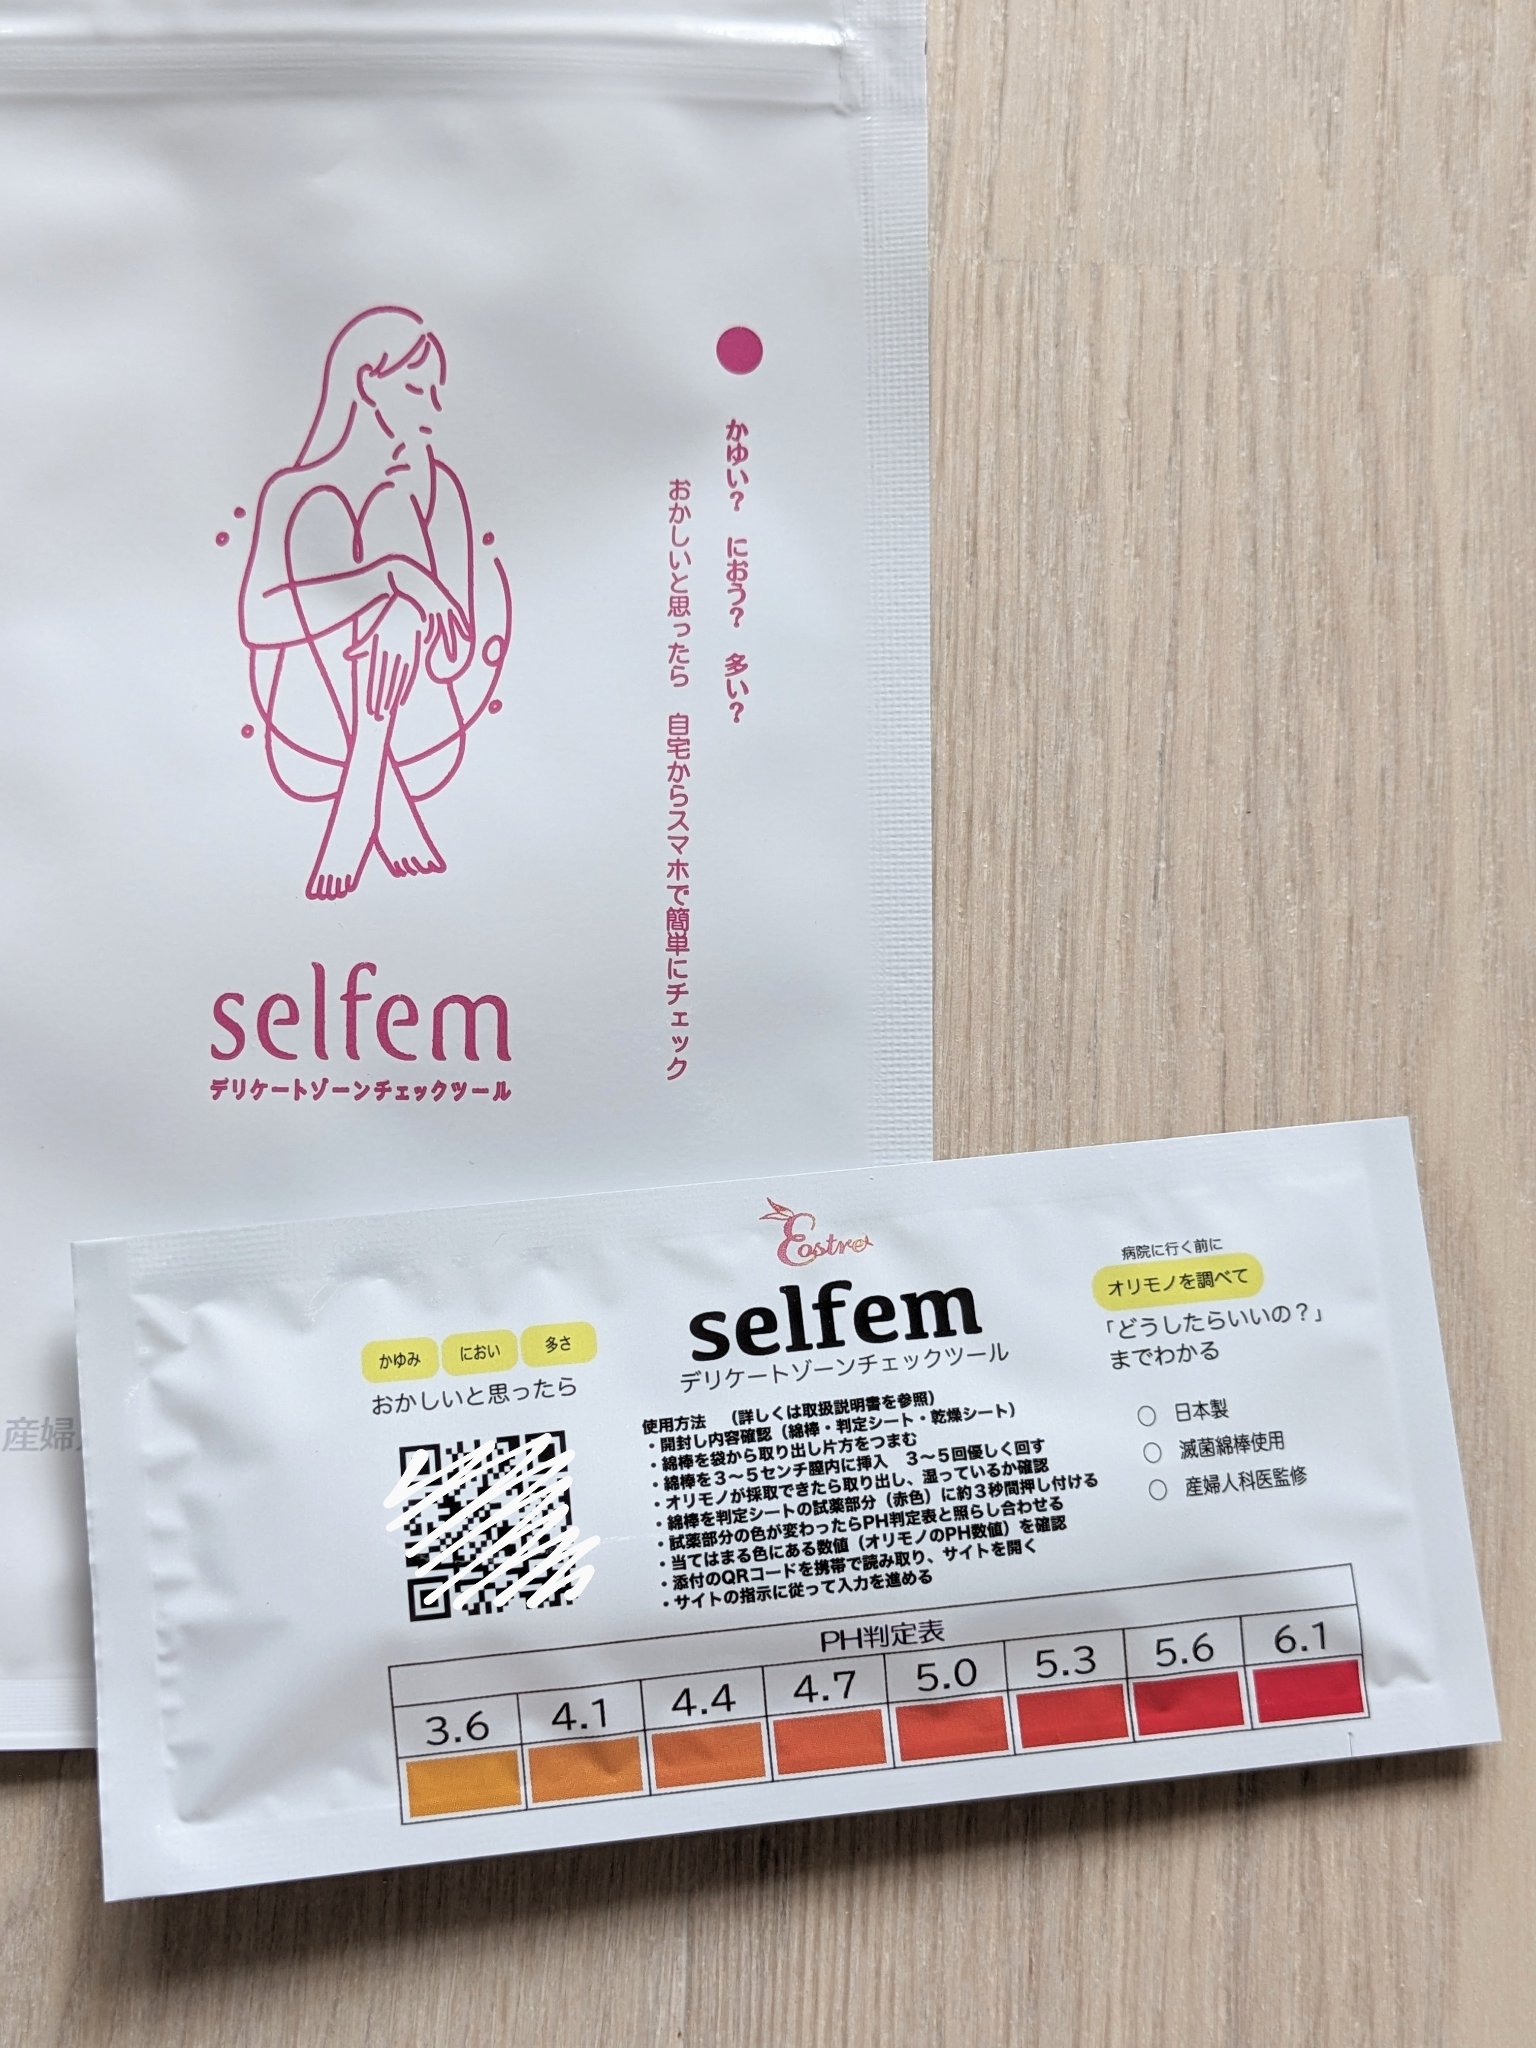 かゆい? におう? 多い?
おかしいと思ったら 自宅からスマホで簡単にチェック
selfem
デリケートゾーンチェックツール
産婦
Eostre
selfem
デリケートゾーンチェックツール
かゆみ におい 多さ
おかしいと思ったら
病院に行く前に
オリモノを調べて
「どうしたらいいの?」
までわかる
○ 日本製
○ 滅菌綿棒使用
○ 産婦人科医監修
使用方法 (詳しくは取扱説明書を参照)
・開封し内容確認(綿棒・判定シート・乾燥シート)
・綿棒を袋から取り出し片方をつまむ
・綿棒を3〜5センチ膣内に挿入 3〜5回優しく回す
・オリモノが採取できたら取り出し、湿っているか確認
・綿棒を判定シートの試薬部分(赤色)に約3秒間押し付ける
・試薬部分の色が変わったらPH判定表と照らし合わせる
・当てはまる色にある数値(オリモノのPH数値)を確認
・添付のQRコードを携帯で読み取り、サイトを開く
・サイトの指示に従って入力を進める
PH判定表
3.6 4.1 4.4 4.7 5.0 5.3 5.6 6.1